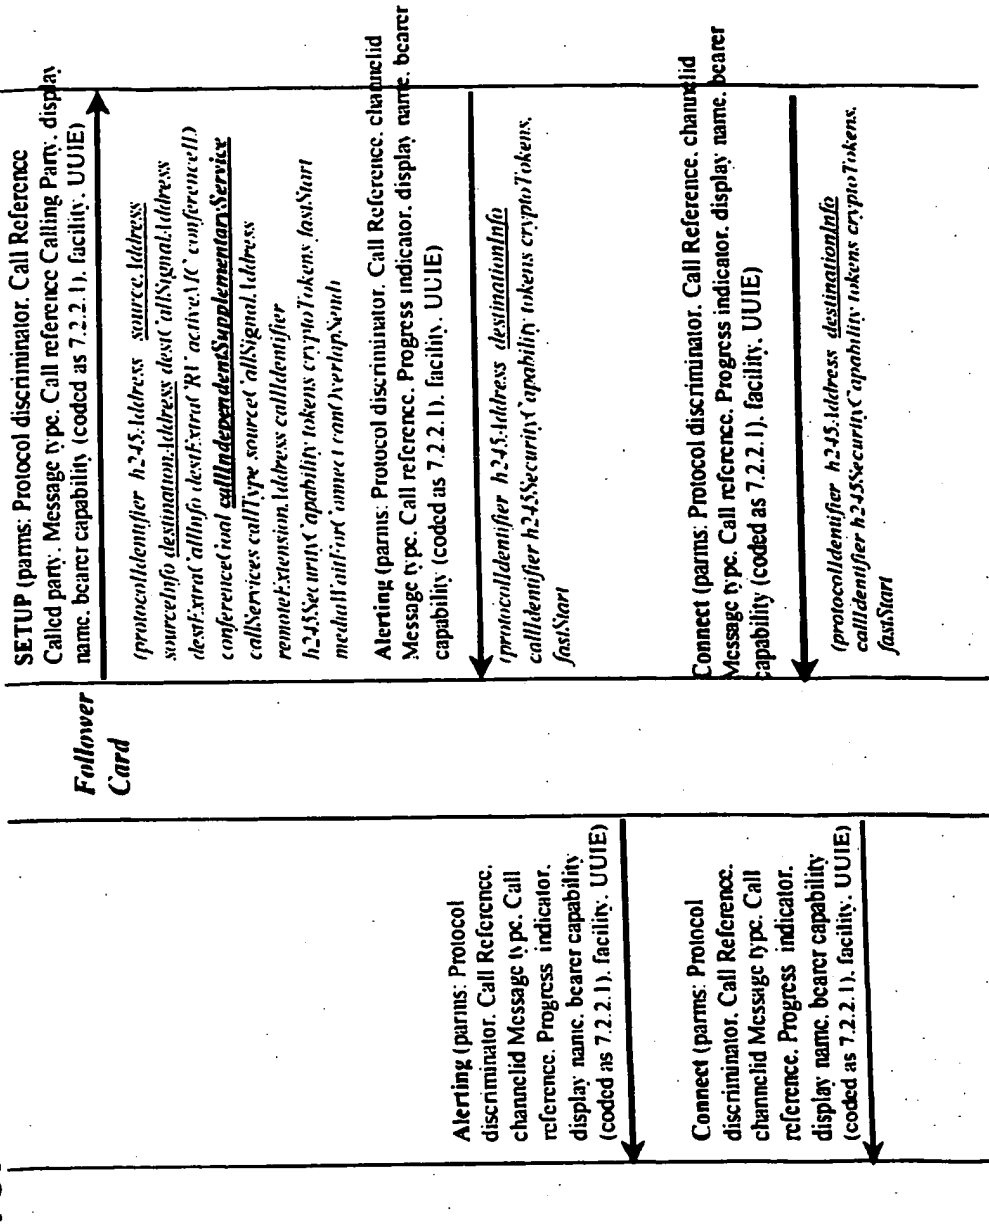 SETUP (parms: Protocol discriminator. Call Reference
Called party. Message type. Call reference Calling Party. display
name. bearer capability (coded as 7.2.2.1). facility. UUIE)
(protocolIdentifier h245Address sourceAddress
sourceInfo destinationAddress destCallSignalAddress
destExtraCallInfo destExtraCRV activeMC conferenceID
conferenceGoal callIndependentSupplementaryService
callServices callType sourceCallSignalAddress
remoteExtensionAddress callIdentifier
h245SecurityCapability tokens cryptoTokens fastStart
mediaWaitForConnect canOverlapSend)
Follower
Card
Alerting (parms: Protocol discriminator. Call Reference. channelid
Message type. Call reference. Progress indicator. display name. bearer
capability (coded as 7.2.2.1). facility. UUIE)
(protocolIdentifier h245Address destinationInfo
callIdentifier h245SecurityCapability tokens cryptoTokens.
fastStart
Connect (parms: Protocol discriminator. Call Reference. channelid
Message type. Call reference. Progress indicator. display name. bearer
capability (coded as 7.2.2.1). facility. UUIE)
(protocolIdentifier h245Address destinationInfo
callIdentifier h245SecurityCapability tokens cryptoTokens.
fastStart
Alerting (parms: Protocol
discriminator. Call Reference.
channelid Message type. Call
reference. Progress indicator.
display name. bearer capability
(coded as 7.2.2.1). facility. UUIE)
Connect (parms: Protocol
discriminator. Call Reference.
channelid Message type. Call
reference. Progress indicator.
display name. bearer capability
(coded as 7.2.2.1). facility. UUIE)